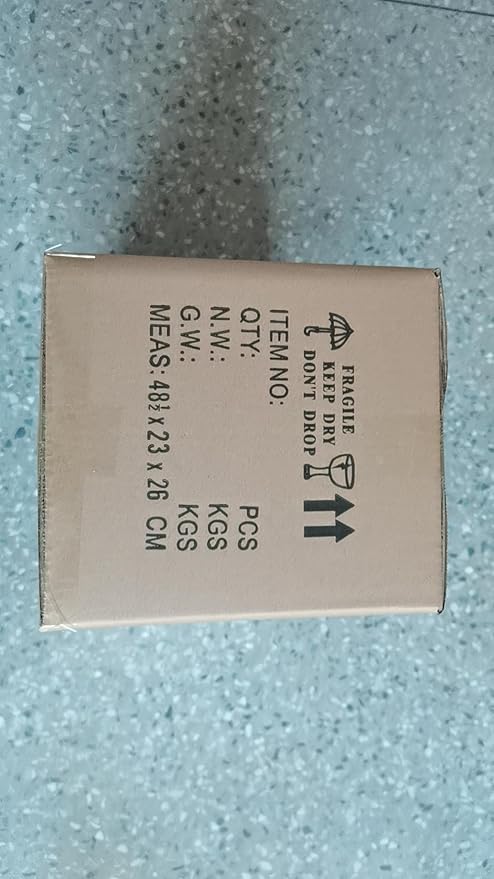 FRAGILE
KEEP DRY
DON'T DROP
ITEM NO:
QTY: PCS
N.W.: KGS
G.W.: KGS
MEAS: 48½ x 23 x 26 CM